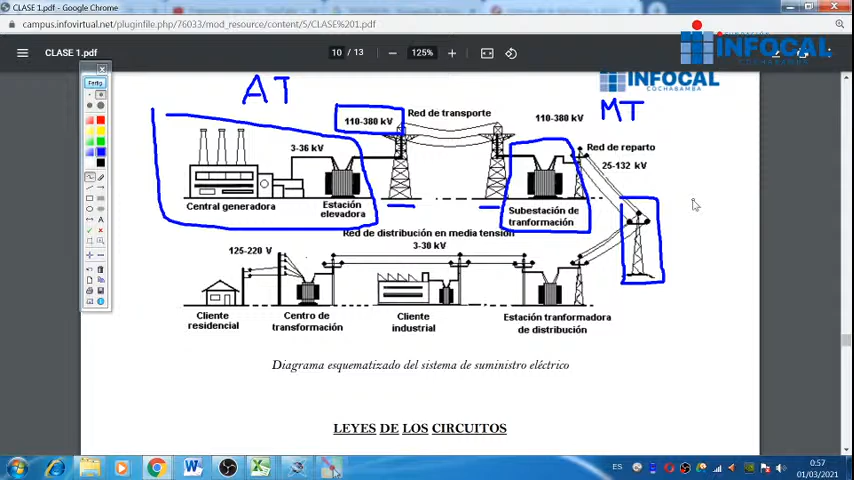 CLASE 1.pdf - Google Chrome
campus.infovirtual.net/pluginfile.php/76033/mod_resource/content/5/CLASE%201.pdf
CLASE 1.pdf
10 / 13
125%
INFOCAL
COCHABAMBA
INFOCAL
COCHABAMBA
Fertig
AT
MT
110-380 kV
Red de transporte
110-380 kV
3-36 kV
Red de reparto
25-132 kV
Central generadora
Estación
elevadora
Subestación de
tranformación
Red de distribución en media tensión
3-30 kV
125-220 V
Cliente
residencial
Centro de
transformación
Cliente
industrial
Estación tranformadora
de distribución
Diagrama esquematizado del sistema de suministro eléctrico
LEYES DE LOS CIRCUITOS
ES
0:57
01/03/2021